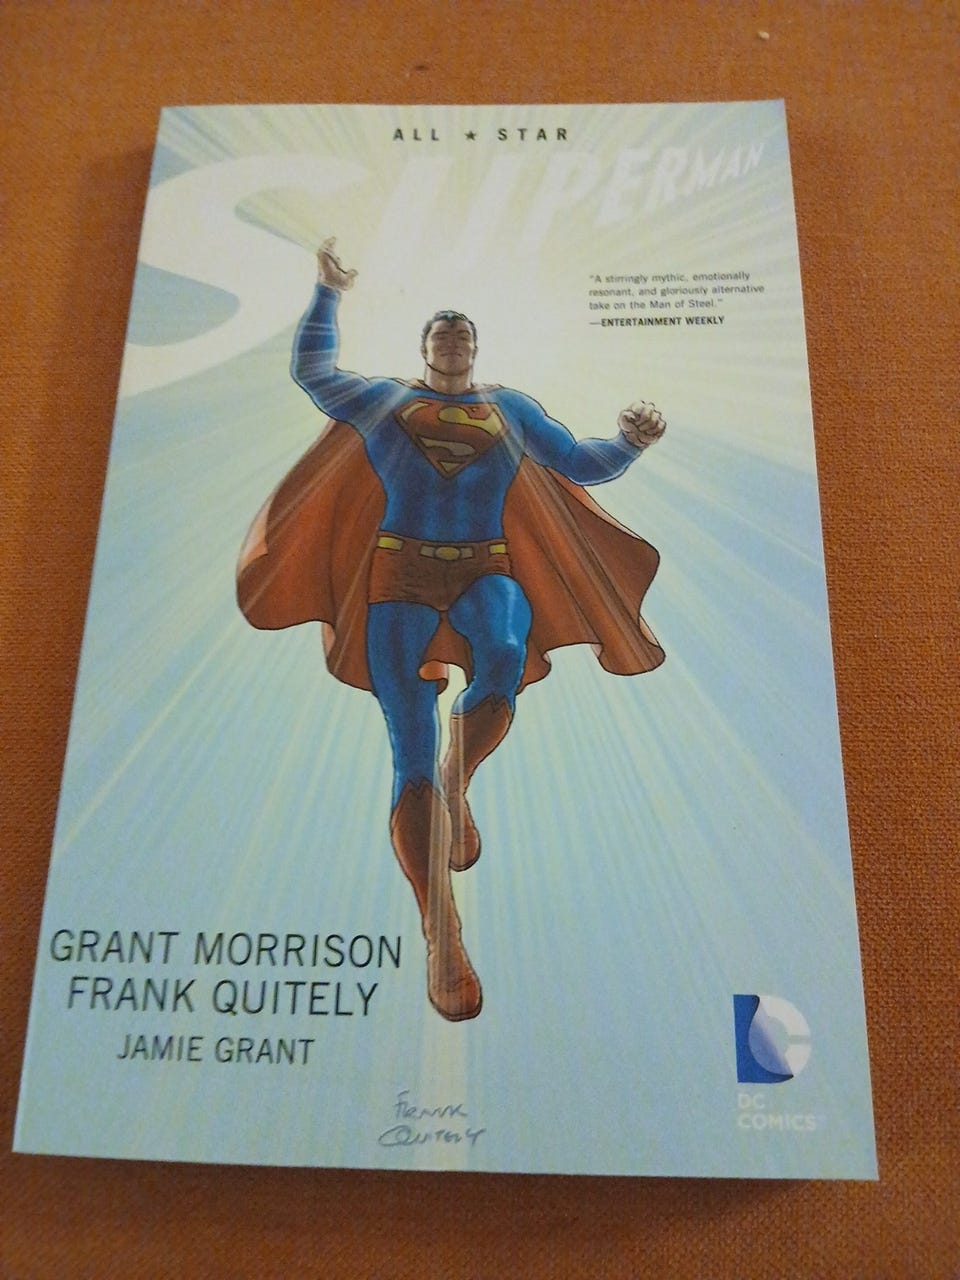 ALL ★ STAR
SUPERMAN
"A stirringly mythic, emotionally
resonant, and gloriously alternative
take on the Man of Steel."
—ENTERTAINMENT WEEKLY
S
GRANT MORRISON
FRANK QUITELY
JAMIE GRANT
FRANK
QUITELY
DC
COMICS™